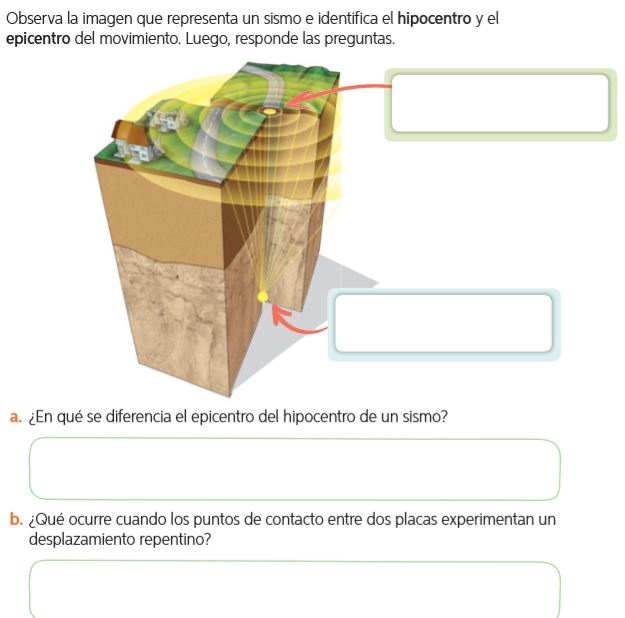 Observa la imagen que representa un sismo e identifica el hipocentro y el
epicentro del movimiento. Luego, responde las preguntas.
a. ¿En qué se diferencia el epicentro del hipocentro de un sismo?
b. ¿Qué ocurre cuando los puntos de contacto entre dos placas experimentan un
desplazamiento repentino?